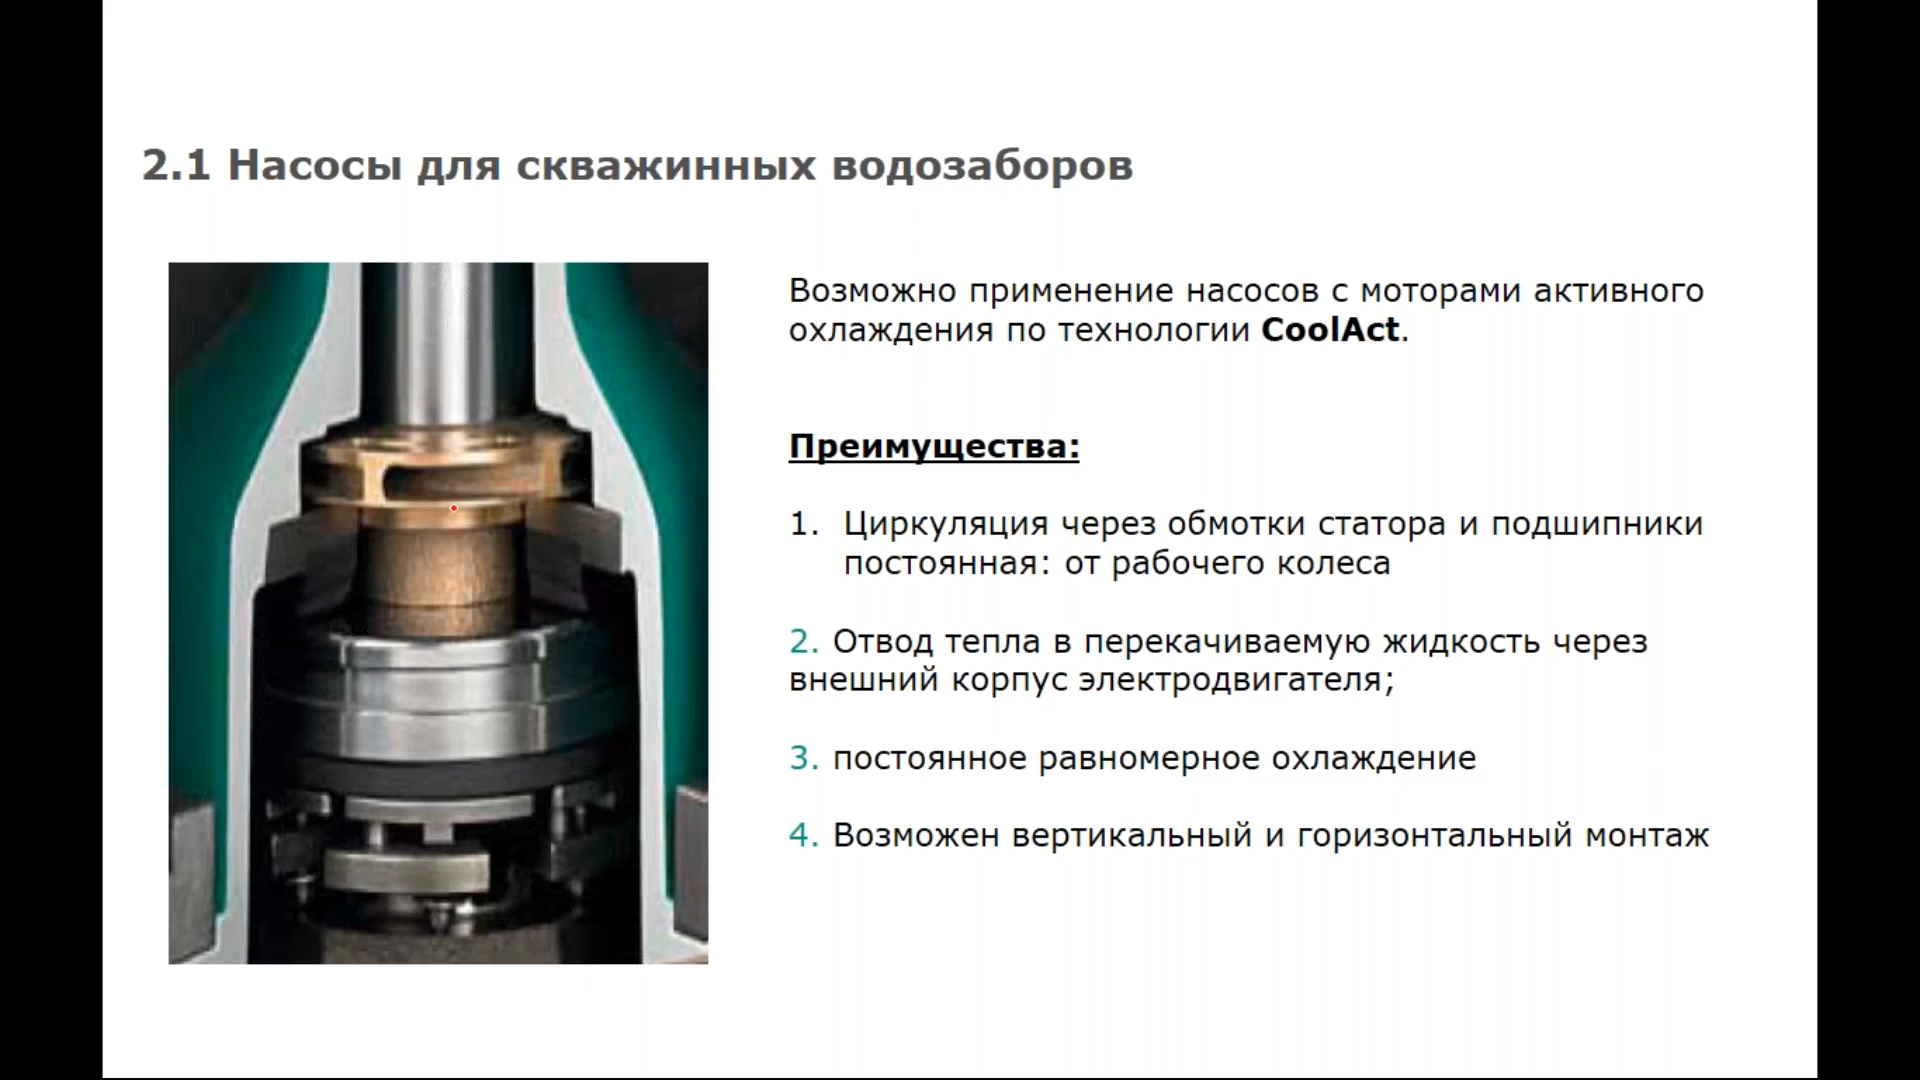 2.1 Насосы для скважинных водозаборов
Возможно применение насосов с моторами активного
охлаждения по технологии CoolAct.
Преимущества:
1. Циркуляция через обмотки статора и подшипники
постоянная: от рабочего колеса
2. Отвод тепла в перекачиваемую жидкость через
внешний корпус электродвигателя;
3. постоянное равномерное охлаждение
4. Возможен вертикальный и горизонтальный монтаж